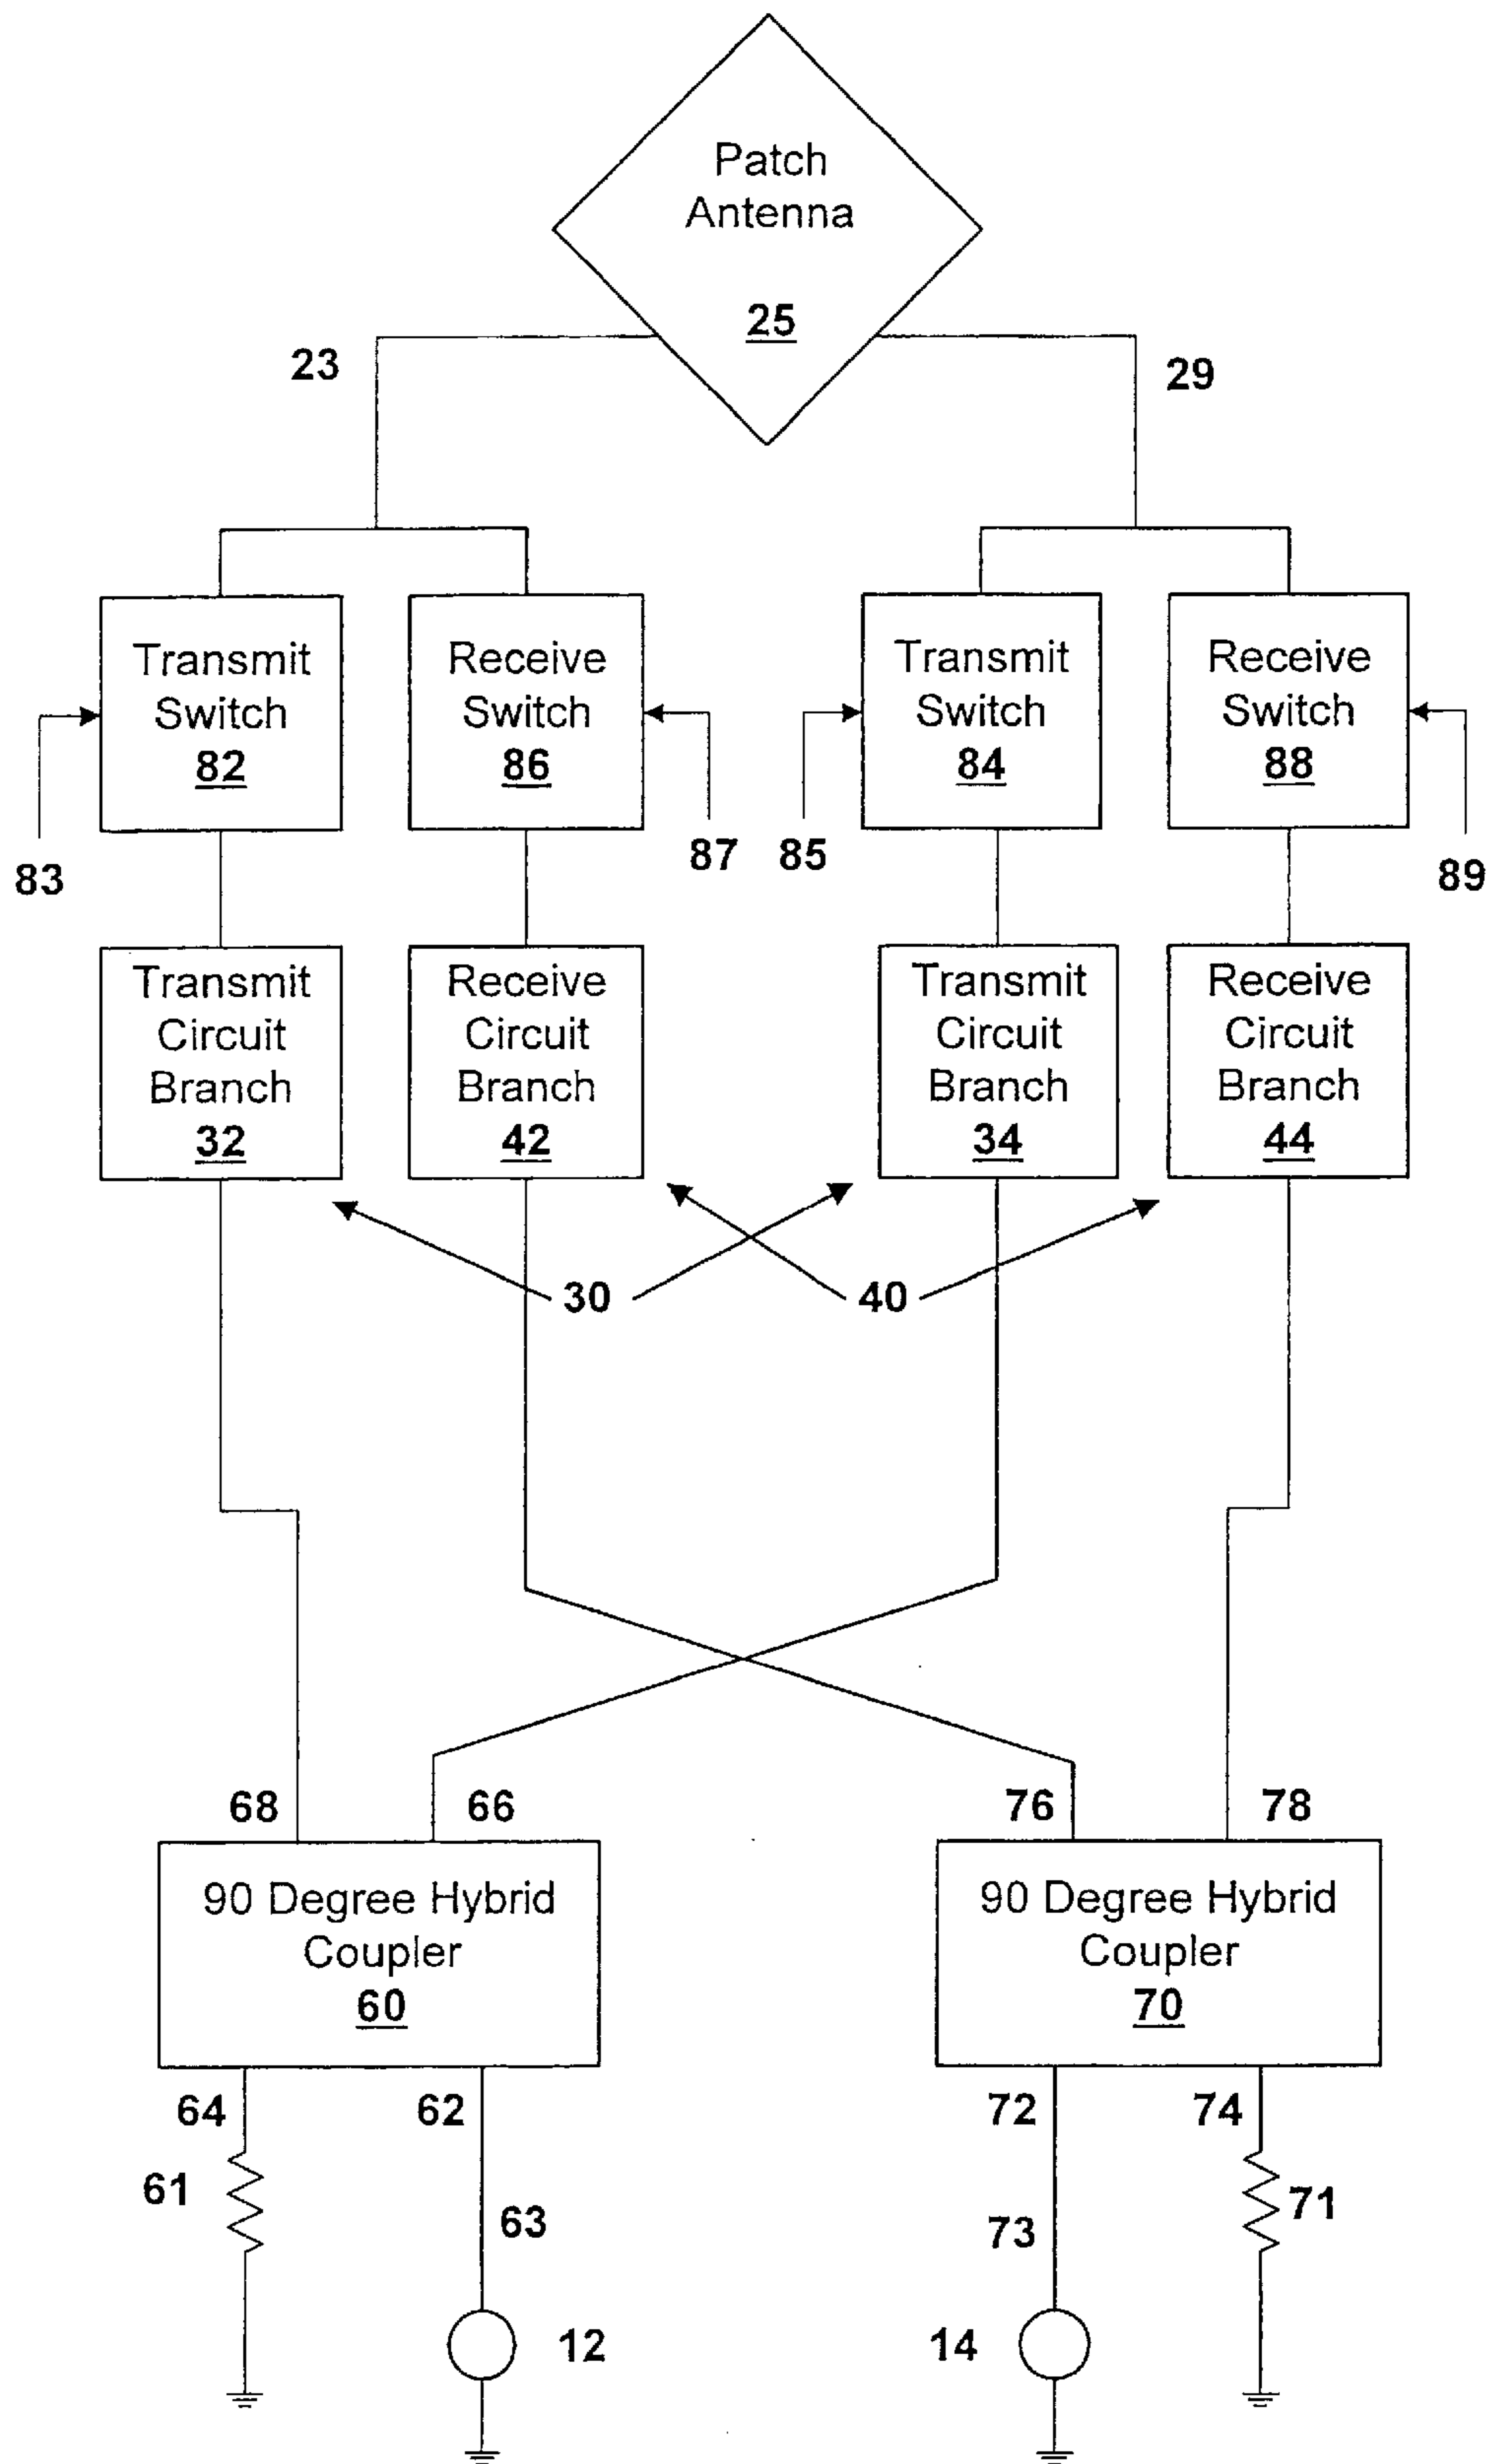 Patch
Antenna
25
23
29
Transmit
Switch
82
Receive
Switch
86
Transmit
Switch
84
Receive
Switch
88
83
87
85
89
Transmit
Circuit
Branch
32
Receive
Circuit
Branch
42
Transmit
Circuit
Branch
34
Receive
Circuit
Branch
44
30
40
68
66
76
78
90 Degree Hybrid
Coupler
60
90 Degree Hybrid
Coupler
70
64
62
72
74
61
63
73
71
12
14